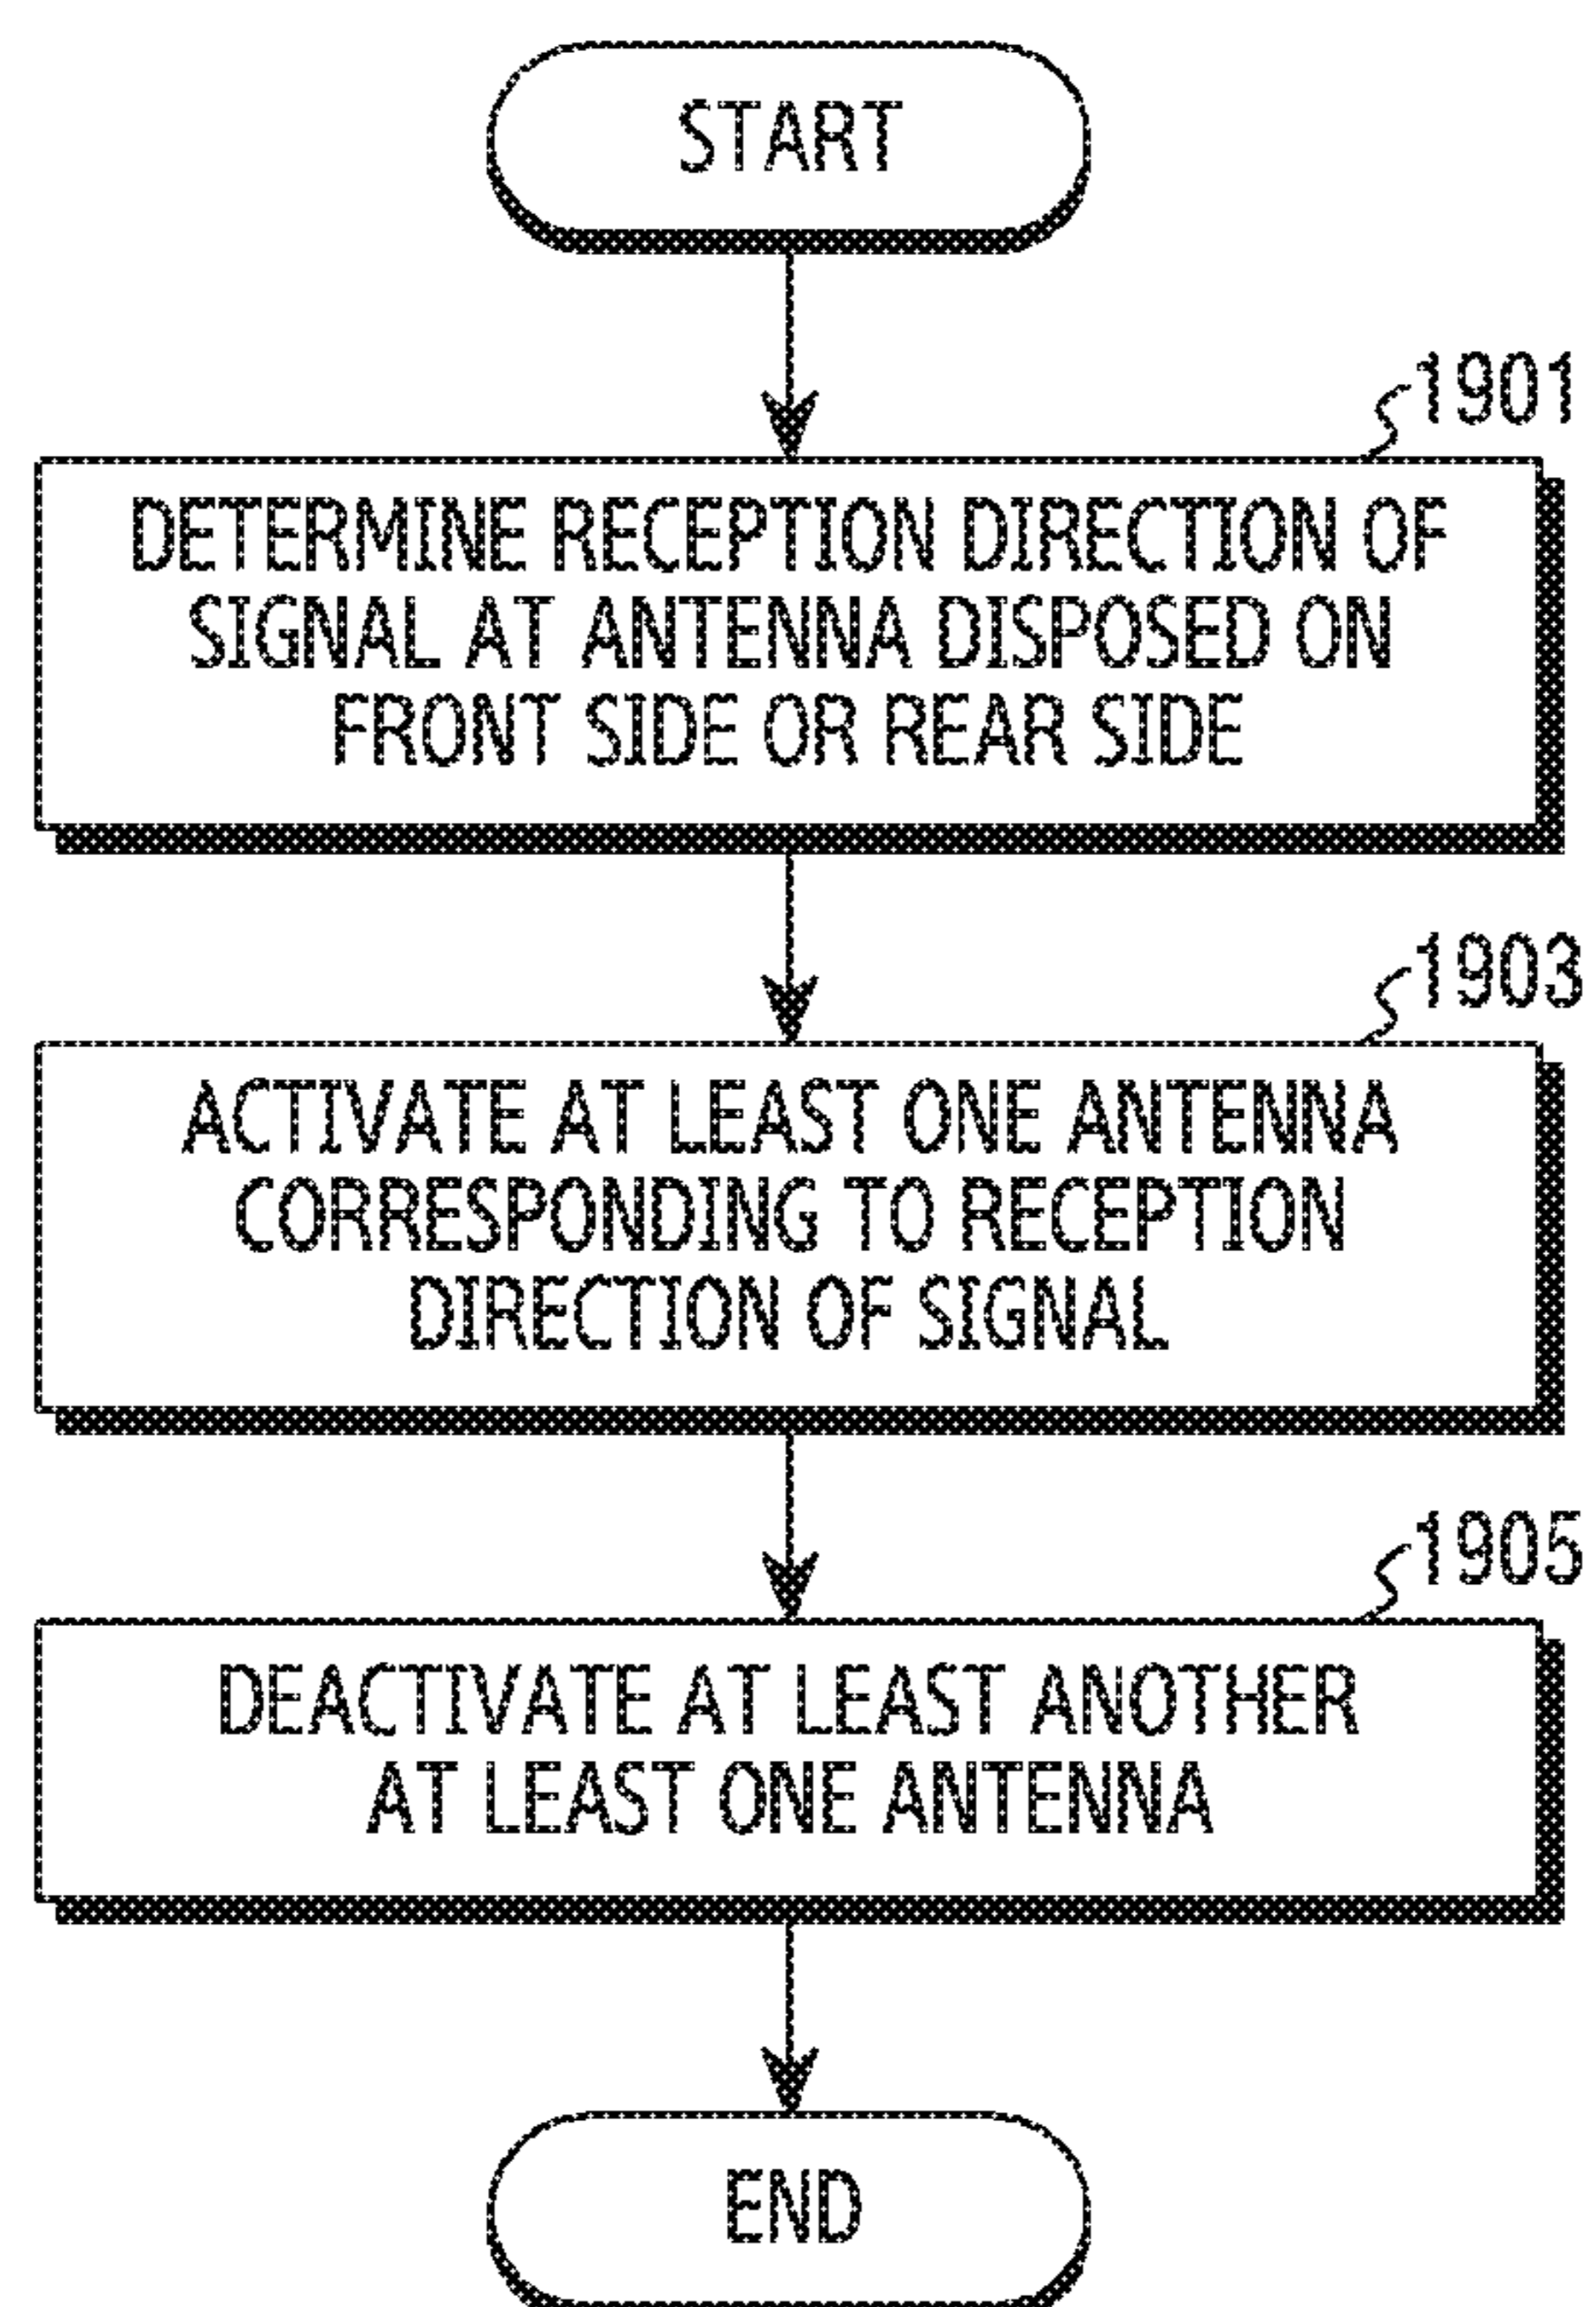 START
1901
DETERMINE RECEPTION DIRECTION OF
SIGNAL AT ANTENNA DISPOSED ON
FRONT SIDE OR REAR SIDE
1903
ACTIVATE AT LEAST ONE ANTENNA
CORRESPONDING TO RECEPTION
DIRECTION OF SIGNAL
1905
DEACTIVATE AT LEAST ANOTHER
AT LEAST ONE ANTENNA
END